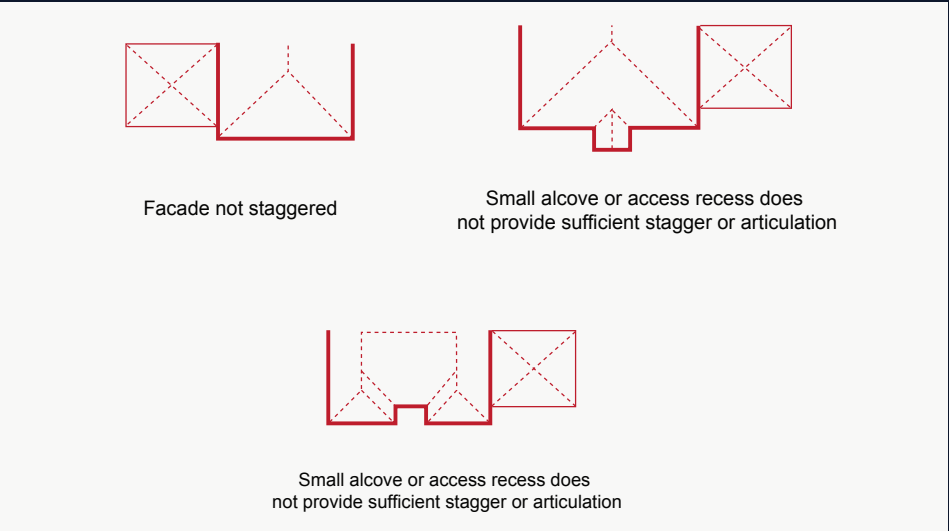 Facade not staggered
Small alcove or access recess does
not provide sufficient stagger or articulation
Small alcove or access recess does
not provide sufficient stagger or articulation